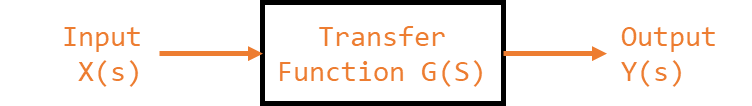 Input
X(s)
Transfer
Function G(S)
Output
Y(s)